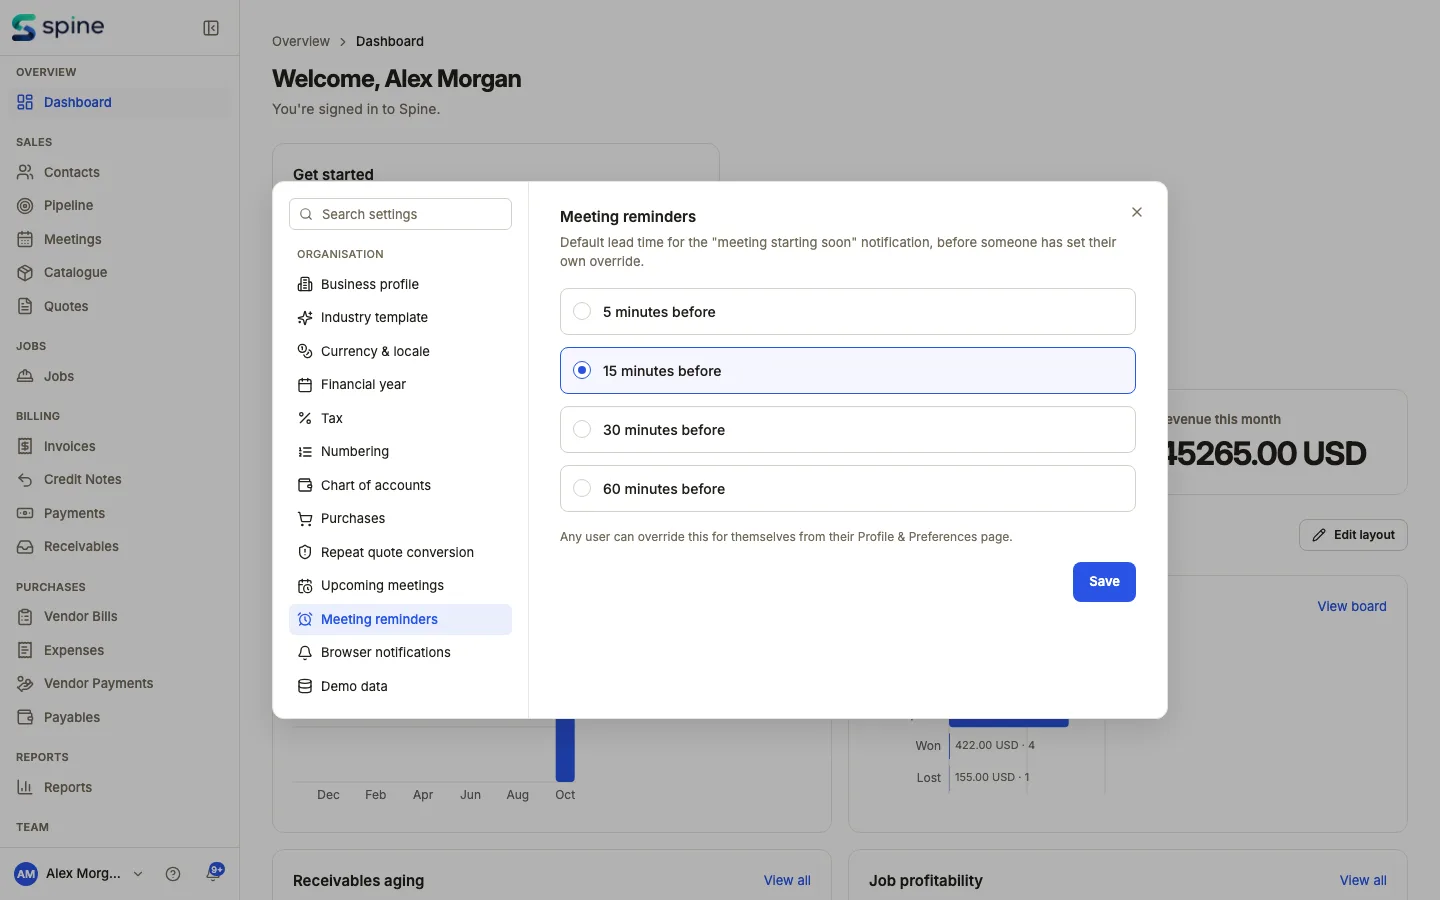 spine
OVERVIEW
Dashboard
SALES
Contacts
Pipeline
Meetings
Catalogue
Quotes
JOBS
Jobs
BILLING
Invoices
Credit Notes
Payments
Receivables
PURCHASES
Vendor Bills
Expenses
Vendor Payments
Payables
REPORTS
Reports
TEAM
AM Alex Morg...
9+
Overview > Dashboard
Welcome, Alex Morgan
You're signed in to Spine.
Get started
Search settings
ORGANISATION
Business profile
Industry template
Currency & locale
Financial year
Tax
Numbering
Chart of accounts
Purchases
Repeat quote conversion
Upcoming meetings
Meeting reminders
Browser notifications
Demo data
Meeting reminders
Default lead time for the "meeting starting soon" notification, before someone has set their
own override.
5 minutes before
15 minutes before
30 minutes before
60 minutes before
Any user can override this for themselves from their Profile & Preferences page.
Save
evenue this month
45265.00 USD
Edit layout
View board
Dec Feb Apr Jun Aug Oct
Won 422.00 USD · 4
Lost 155.00 USD · 1
Receivables aging View all
Job profitability View all